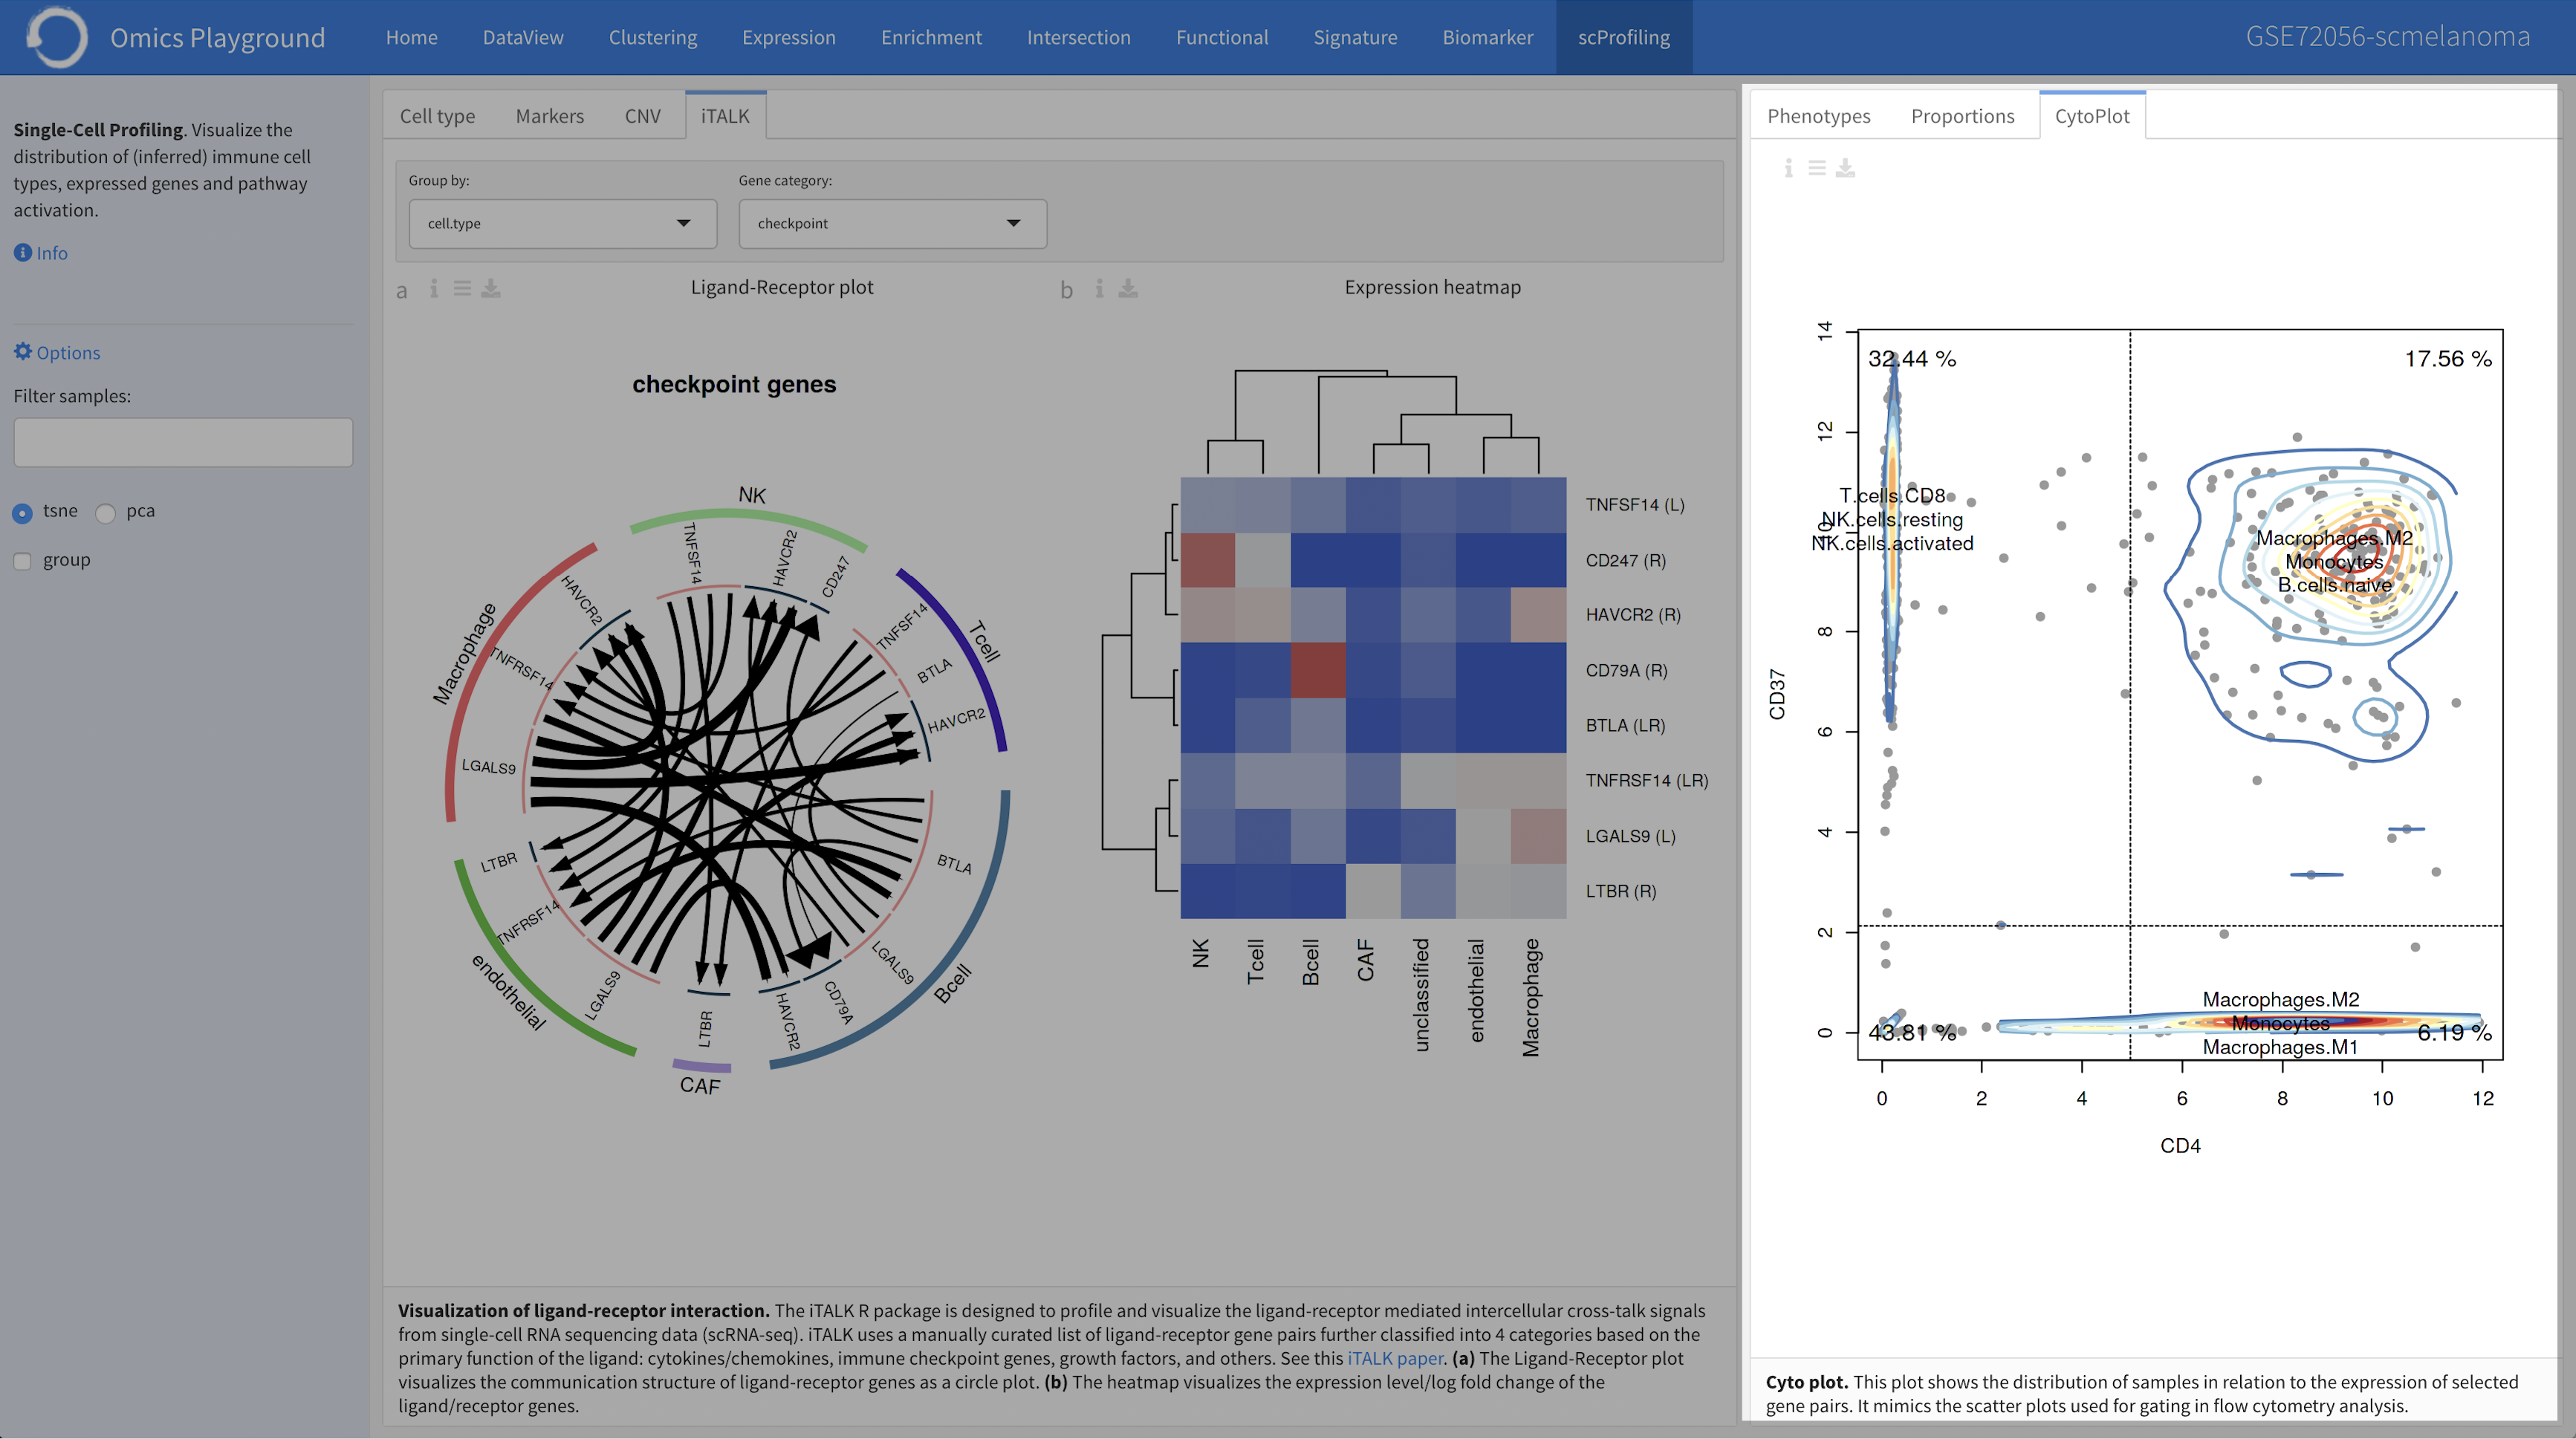 Omics Playground
Home DataView Clustering Expression Enrichment Intersection Functional Signature Biomarker scProfiling
GSE72056-scmelanoma
Single-Cell Profiling. Visualize the
distribution of (inferred) immune cell
types, expressed genes and pathway
activation.
Info
Options
Filter samples:
tsne pca
group
Cell type Markers CNV iTALK
Group by: Gene category:
cell.type checkpoint
a Ligand-Receptor plot
checkpoint genes
NK
TNFSF14
HAVCR2
CD247
Tcell
TNFSF14
BTLA
HAVCR2
Bcell
BTLA
LGALS9
CD79A
HAVCR2
CAF
LTBR
endothelial
LGALS9
TNFRSF14
LTBR
Macrophage
LGALS9
TNFRSF14
HAVCR2
b Expression heatmap
TNFSF14 (L)
CD247 (R)
HAVCR2 (R)
CD79A (R)
BTLA (LR)
TNFRSF14 (LR)
LGALS9 (L)
LTBR (R)
NK Tcell Bcell CAF unclassified endothelial Macrophage
Visualization of ligand-receptor interaction. The iTALK R package is designed to profile and visualize the ligand-receptor mediated intercellular cross-talk signals
from single-cell RNA sequencing data (scRNA-seq). iTALK uses a manually curated list of ligand-receptor gene pairs further classified into 4 categories based on the
primary function of the ligand: cytokines/chemokines, immune checkpoint genes, growth factors, and others. See this iTALK paper. (a) The Ligand-Receptor plot
visualizes the communication structure of ligand-receptor genes as a circle plot. (b) The heatmap visualizes the expression level/log fold change of the
ligand/receptor genes.
Phenotypes Proportions CytoPlot
32.44 % 17.56 %
T.cells.CD8
NK.cells.resting
NK.cells.activated
Macrophages.M2
Monocytes
B.cells.naive
Macrophages.M2
Monocytes
Macrophages.M1
43.81 % 6.19 %
14
12
10
8
6
4
2
0
CD37
0 2 4 6 8 10 12
CD4
Cyto plot. This plot shows the distribution of samples in relation to the expression of selected
gene pairs. It mimics the scatter plots used for gating in flow cytometry analysis.